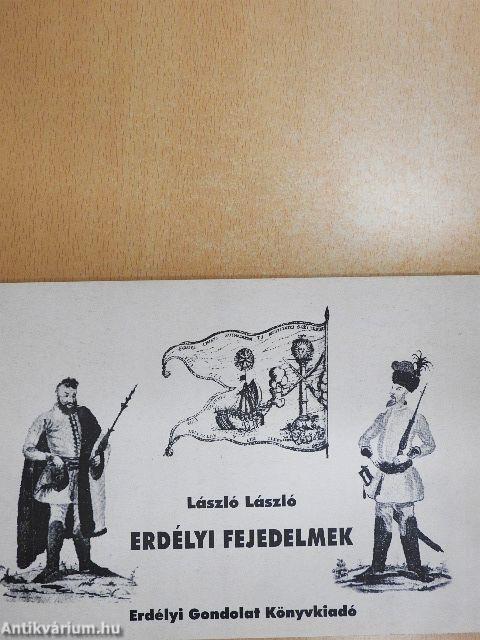 László László
ERDÉLYI FEJEDELMEK
Erdélyi Gondolat Könyvkiadó
Antikvárium.hu